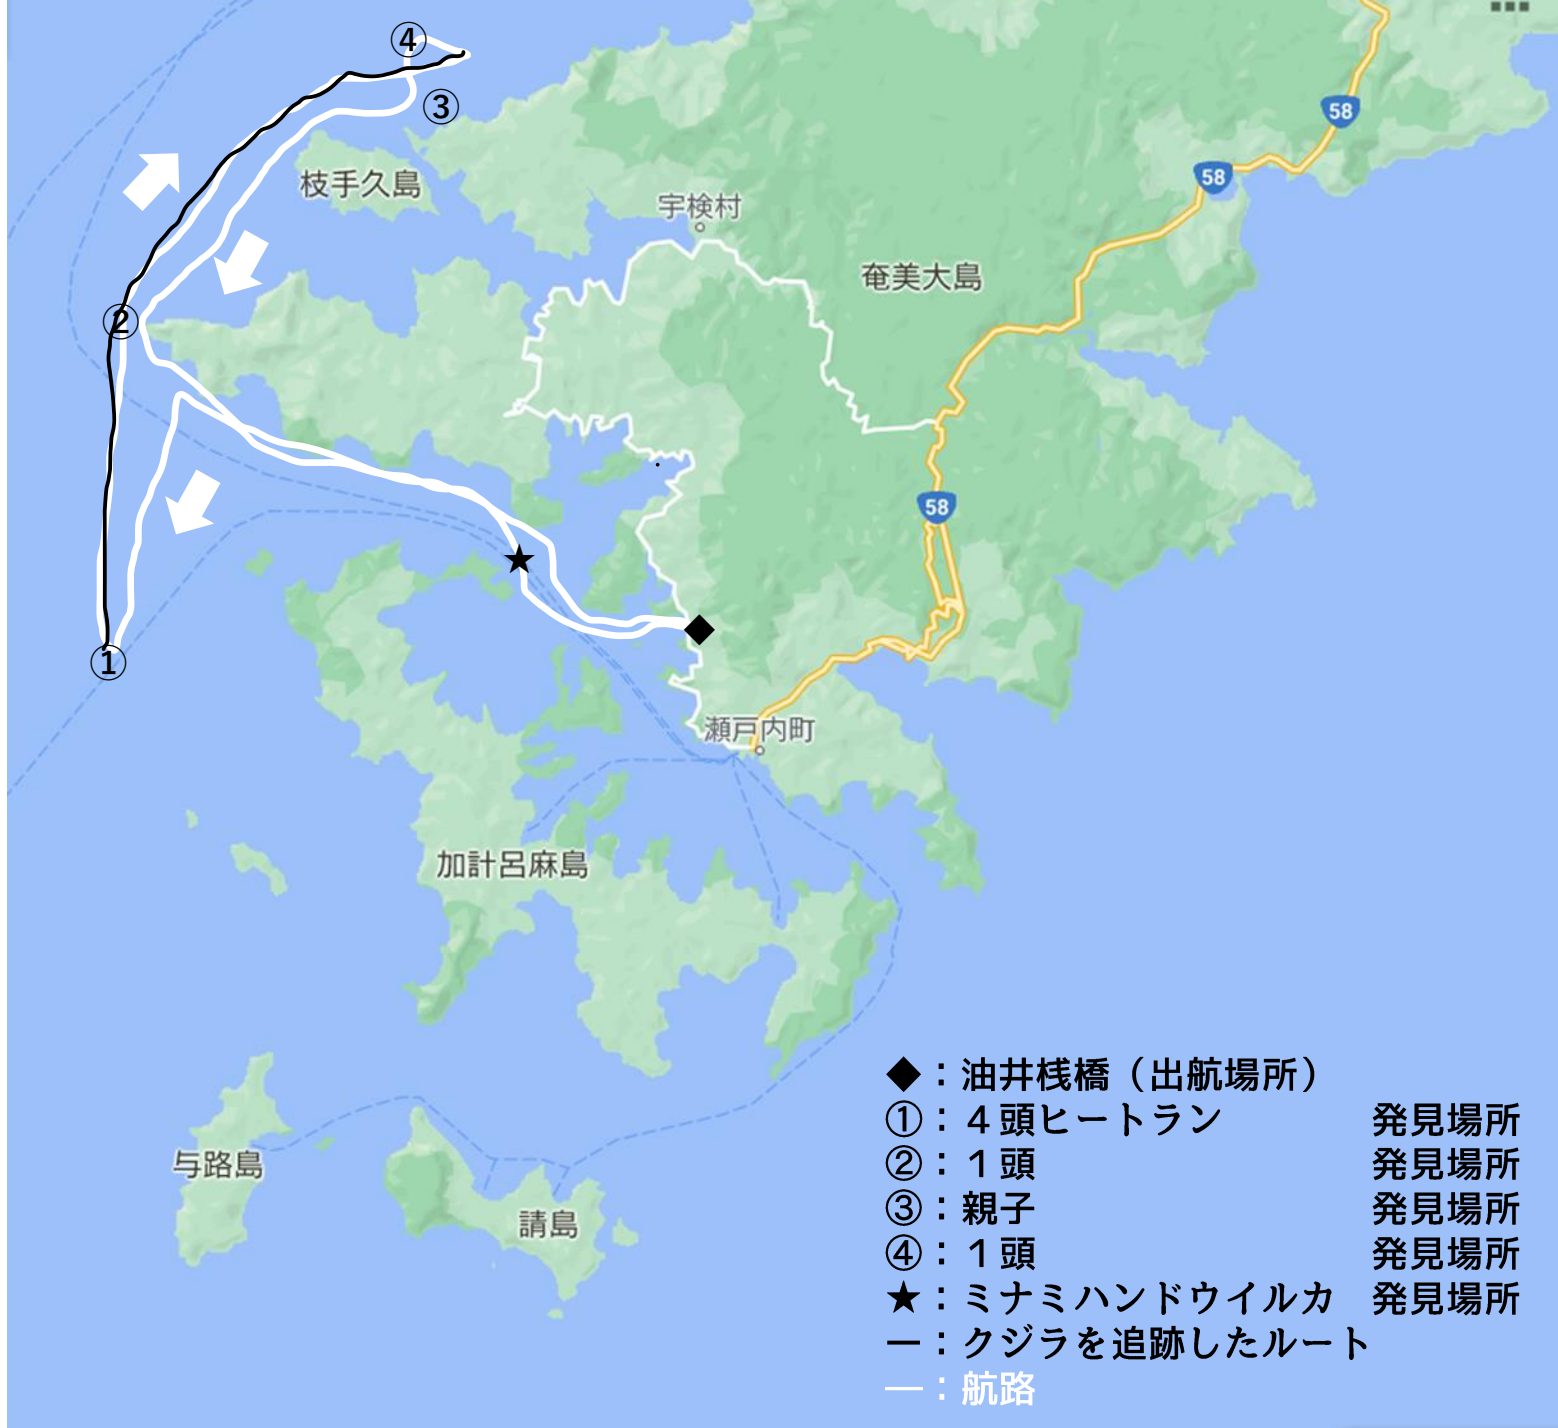 ④
③
58
58
枝手久島
宇検村
奄美大島
②
58
★
①
瀬戸内町
加計呂麻島
与路島
請島
◆：油井桟橋（出航場所）
①：４頭ヒートラン　発見場所
②：１頭　発見場所
③：親子　発見場所
④：１頭　発見場所
★：ミナミハンドウイルカ　発見場所
ー：クジラを追跡したルート
―：航路